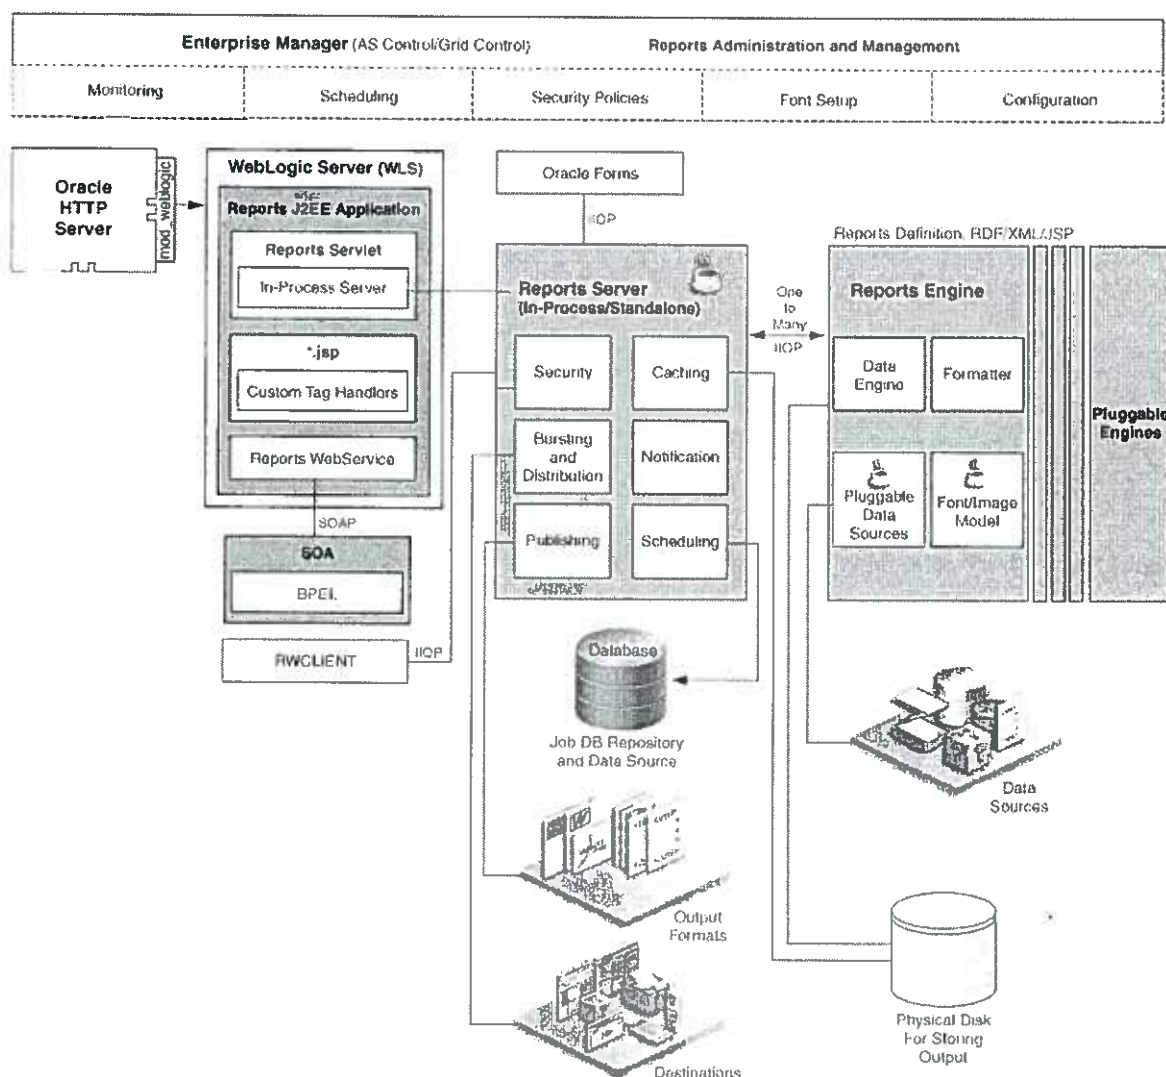 Enterprise Manager (AS Control/Grid Control)
Reports Administration and Management
Monitoring
Scheduling
Security Policies
Font Setup
Configuration
Oracle
HTTP
Server
mod_weblogic
WebLogic Server (WLS)
Reports J2EE Application
Reports Servlet
In-Process Server
*.jsp
Custom Tag Handlers
Reports WebService
SOAP
SOA
BPEL
RWCLIENT
IIOP
Oracle Forms
IIOP
Reports Server
(In-Process/Standalone)
Security
Caching
Bursting
and
Distribution
Notification
Publishing
Scheduling
One
to
Many
IIOP
Reports Definition, RDF/XML/JSP
Reports Engine
Data
Engine
Formatter
Pluggable
Data
Sources
Font/Image
Model
Pluggable
Engines
Database
Job DB Repository
and Data Source
Data
Sources
Output
Formats
Destinations
Physical Disk
For Storing
Output